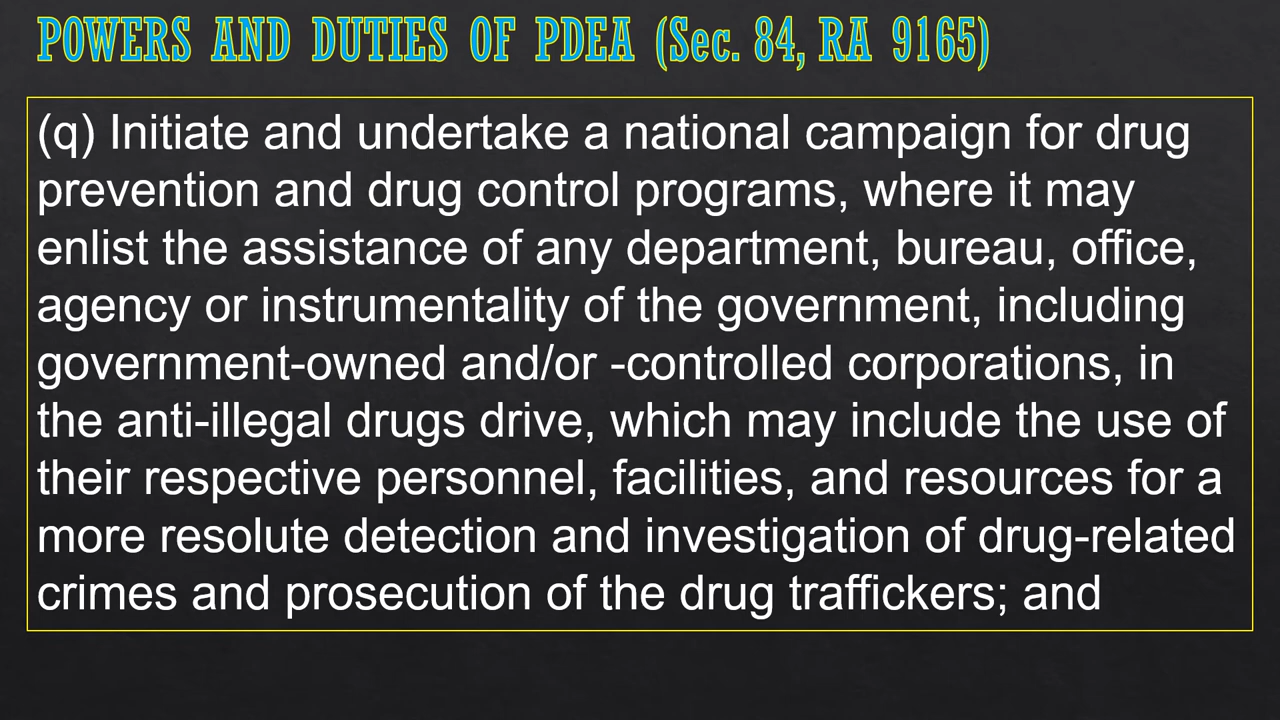 POWERS AND DUTIES OF PDEA (Sec. 84, RA 9165)
(q) Initiate and undertake a national campaign for drug
prevention and drug control programs, where it may
enlist the assistance of any department, bureau, office,
agency or instrumentality of the government, including
government-owned and/or -controlled corporations, in
the anti-illegal drugs drive, which may include the use of
their respective personnel, facilities, and resources for a
more resolute detection and investigation of drug-related
crimes and prosecution of the drug traffickers; and